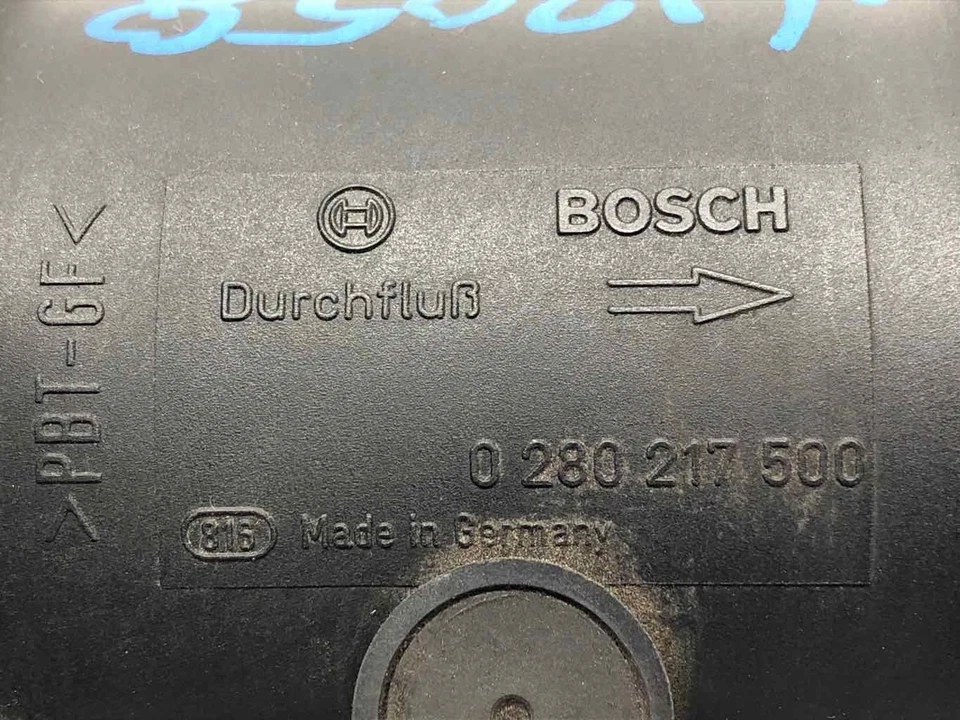 BOSCH
Durchfluß
0 280 217 500
816 Made in Germany
>PBT-GF<